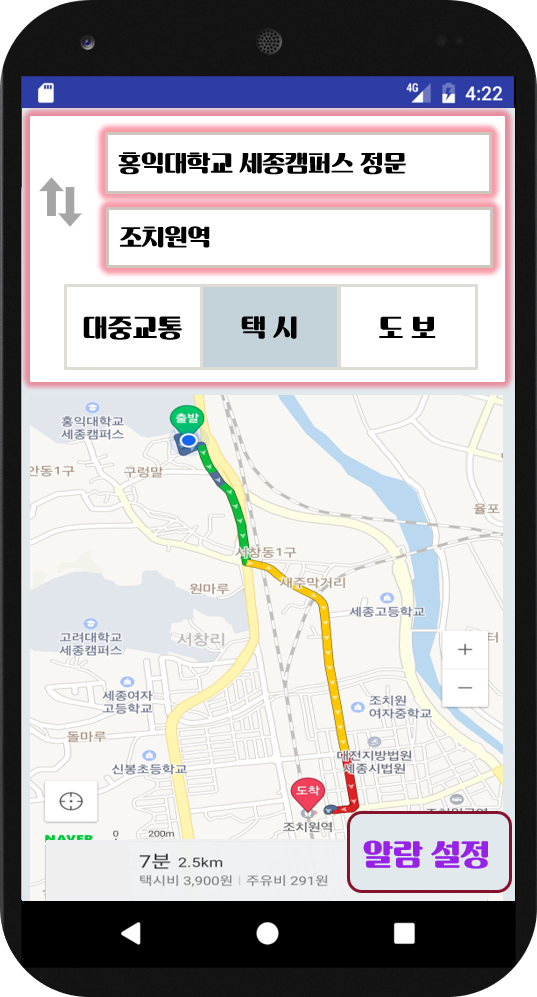 4G 4:22
홍익대학교 세종캠퍼스 정문
조치원역
대중교통 택 시 도 보
출발
홍익대학교
세종캠퍼스
안동1구
구렁말
율포
서창동1구
새주막거리
원마루
세종고등학교
고려대학교
세종캠퍼스
서창리
터
세종여자
고등학교
조치원
여자중학교
돌마루
대전지방법원
세종시법원
신봉초등학교
도착
조치원역
NAVER 0 200m
알람 설정
7분 2.5km
택시비 3,900원 | 주유비 291원